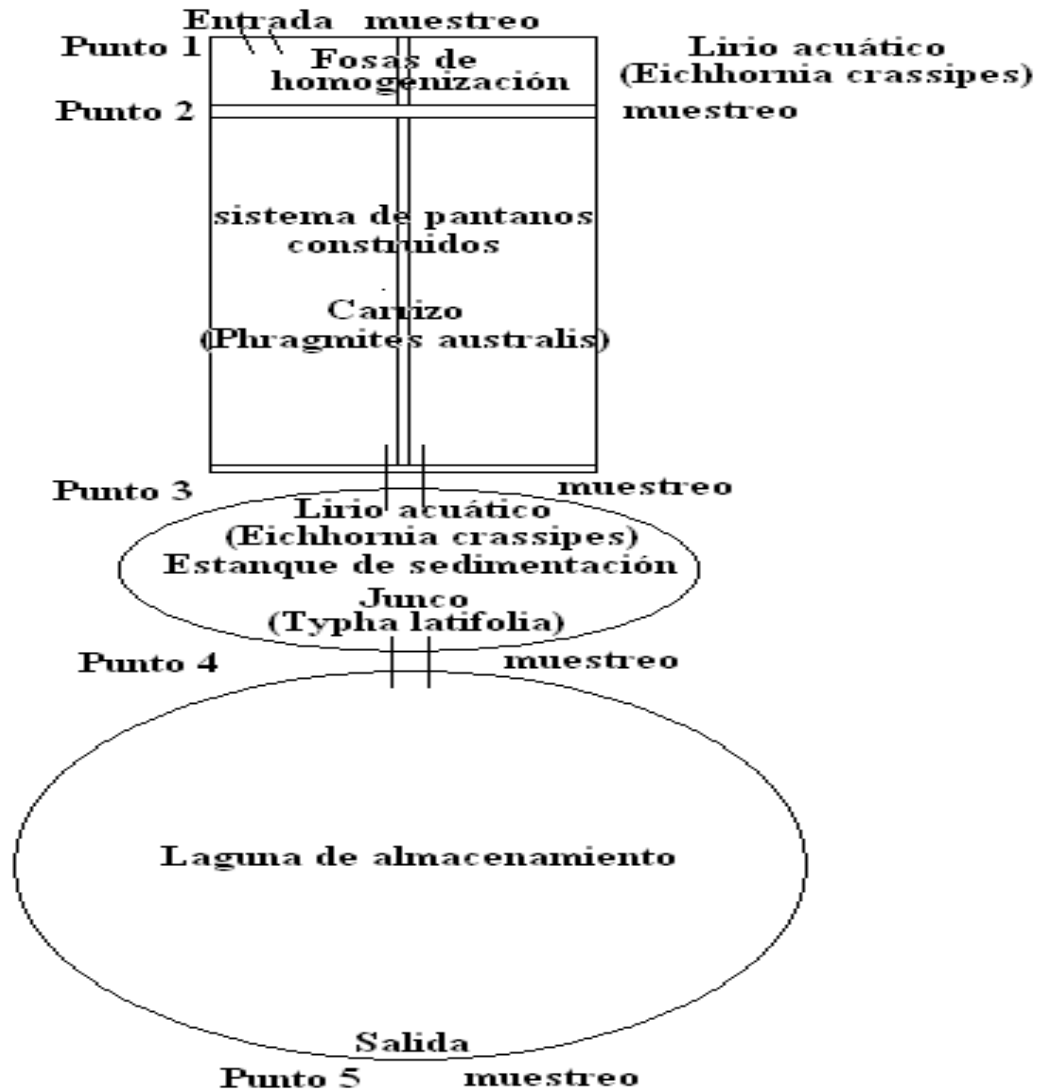 Entrada muestreo
Punto 1
Fosas de
homogenización
Lirio acuático
(Eichhornia crassipes)
Punto 2
muestreo
sistema de pantanos
construidos
Carrizo
(Phragmites australis)
Punto 3
muestreo
Lirio acuático
(Eichhornia crassipes)
Estanque de sedimentación
Junco
(Typha latifolia)
Punto 4
muestreo
Laguna de almacenamiento
Salida
Punto 5 muestreo